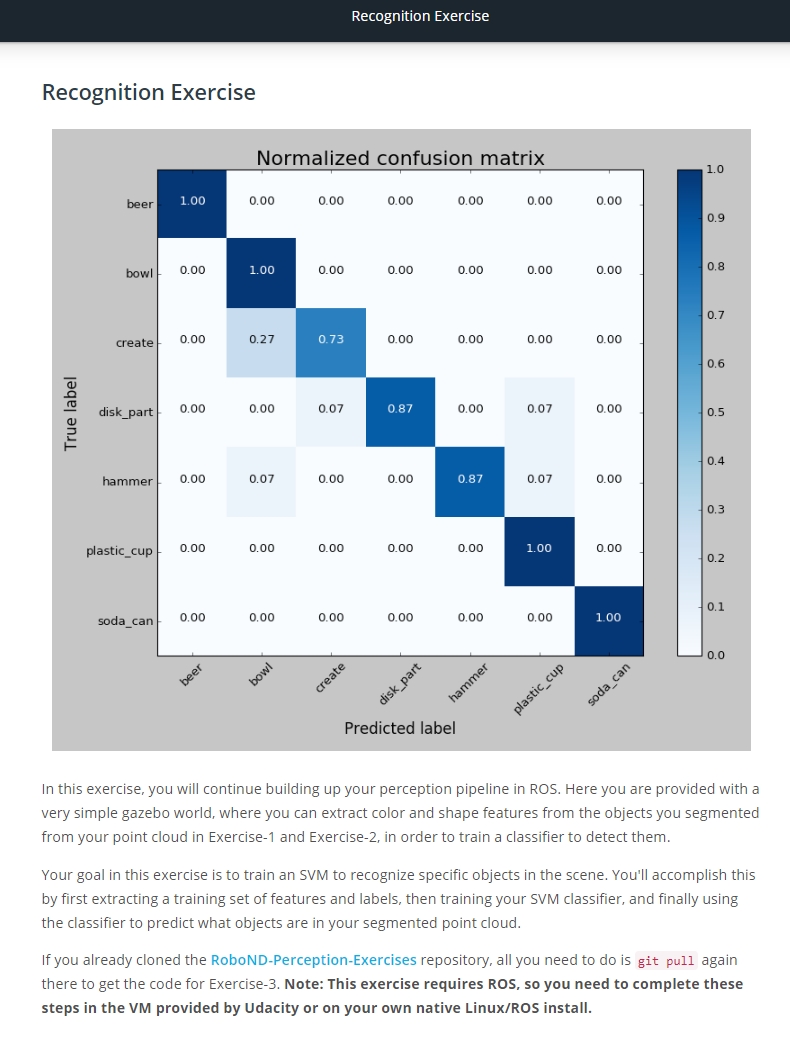 Recognition Exercise
Recognition Exercise
Normalized confusion matrix
beer 1.00 0.00 0.00 0.00 0.00 0.00 0.00
bowl 0.00 1.00 0.00 0.00 0.00 0.00 0.00
create 0.00 0.27 0.73 0.00 0.00 0.00 0.00
disk_part 0.00 0.00 0.07 0.87 0.00 0.07 0.00
hammer 0.00 0.07 0.00 0.00 0.87 0.07 0.00
plastic_cup 0.00 0.00 0.00 0.00 0.00 1.00 0.00
soda_can 0.00 0.00 0.00 0.00 0.00 0.00 1.00
True label
beer bowl create disk_part hammer plastic_cup soda_can
Predicted label
1.0
0.9
0.8
0.7
0.6
0.5
0.4
0.3
0.2
0.1
0.0
In this exercise, you will continue building up your perception pipeline in ROS. Here you are provided with a
very simple gazebo world, where you can extract color and shape features from the objects you segmented
from your point cloud in Exercise-1 and Exercise-2, in order to train a classifier to detect them.
Your goal in this exercise is to train an SVM to recognize specific objects in the scene. You'll accomplish this
by first extracting a training set of features and labels, then training your SVM classifier, and finally using
the classifier to predict what objects are in your segmented point cloud.
If you already cloned the RoboND-Perception-Exercises repository, all you need to do is git pull again
there to get the code for Exercise-3. Note: This exercise requires ROS, so you need to complete these
steps in the VM provided by Udacity or on your own native Linux/ROS install.